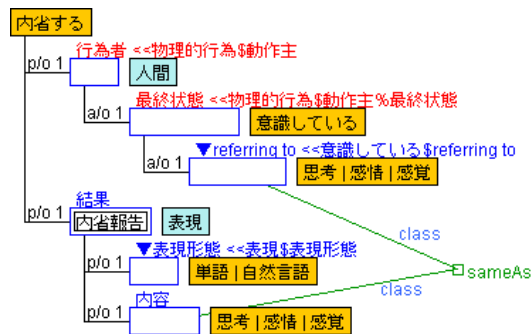 内省する
行為者 <<物理的行為$動作主
p/o 1
人間
最終状態 <<物理的行為$動作主%最終状態
a/o 1
意識している
▼referring to <<意識している$referring to
a/o 1
思考 | 感情 | 感覚
結果
p/o 1
内省報告
表現
class
▼表現形態 <<表現$表現形態
p/o 1
単語 | 自然言語
sameAs
class
内容
p/o 1
思考 | 感情 | 感覚